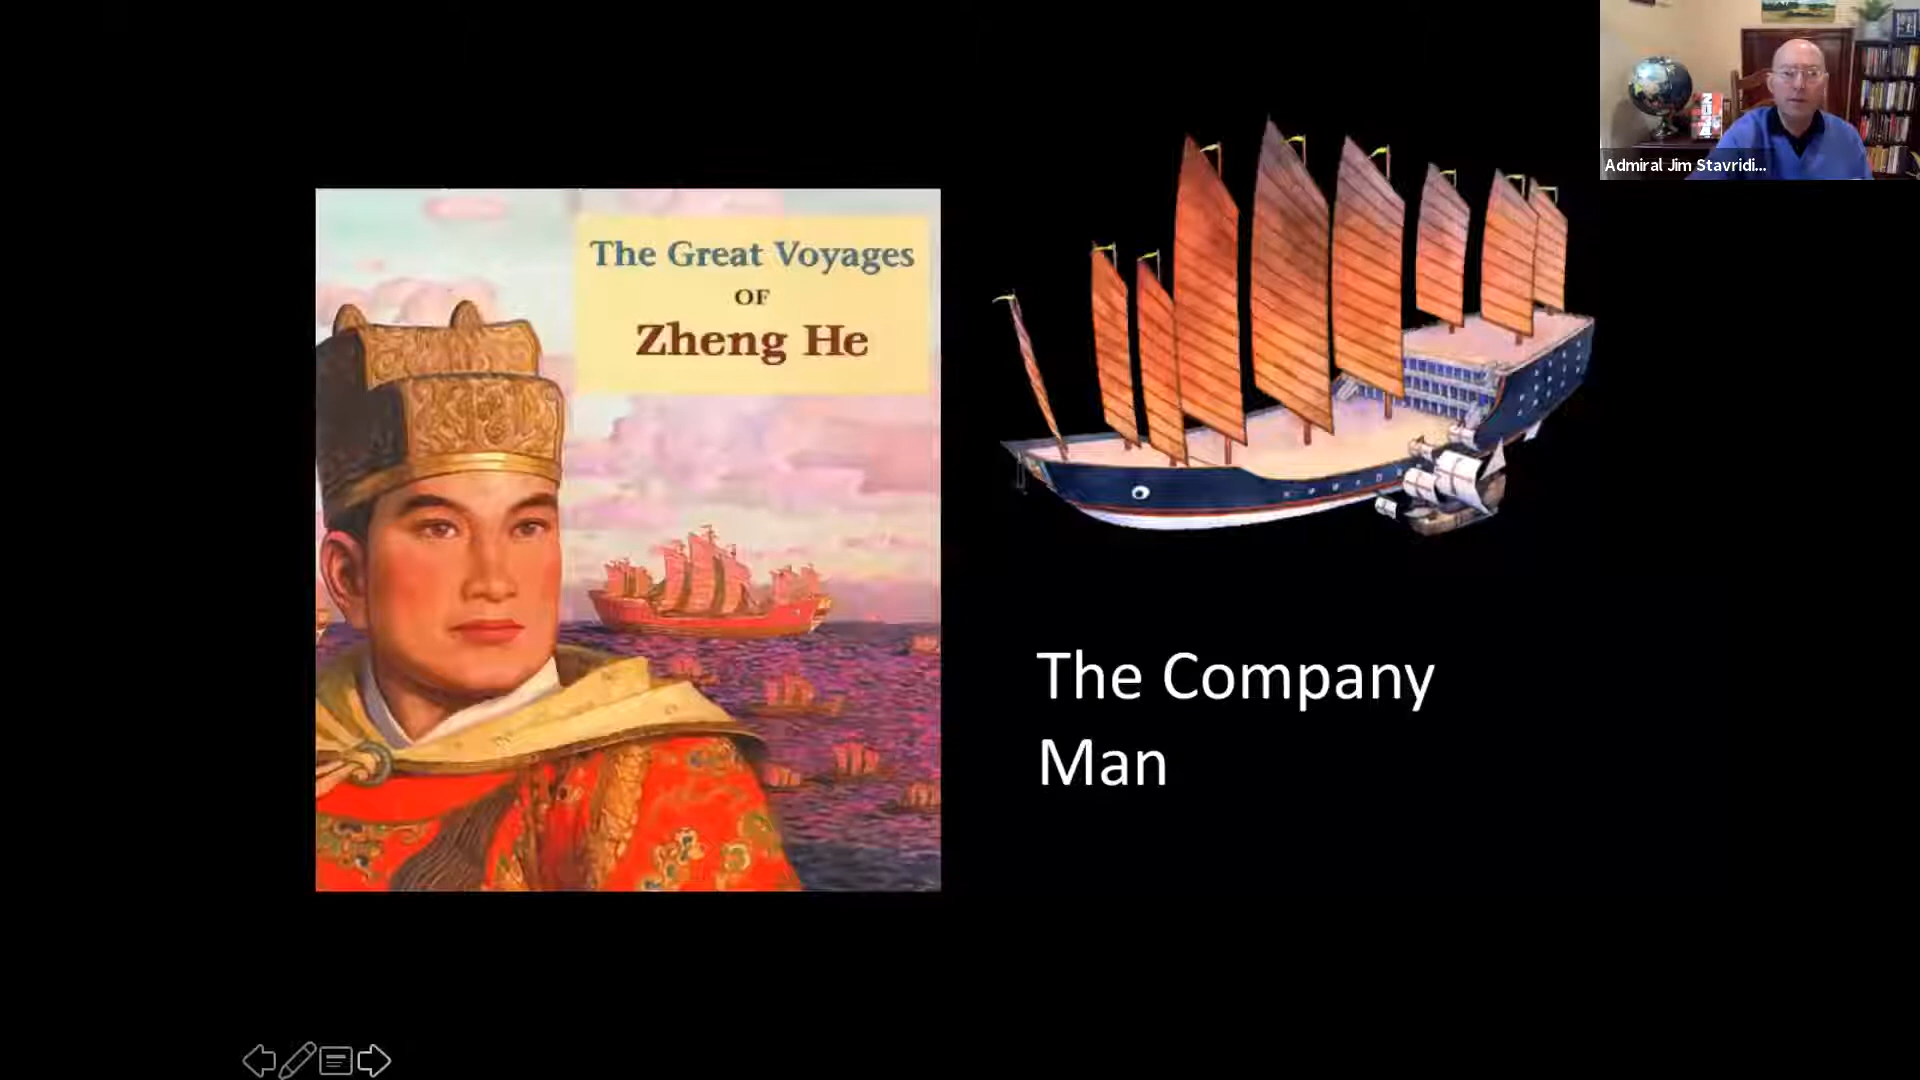 The Great Voyages
OF
Zheng He
The Company
Man
Admiral Jim Stavridi...